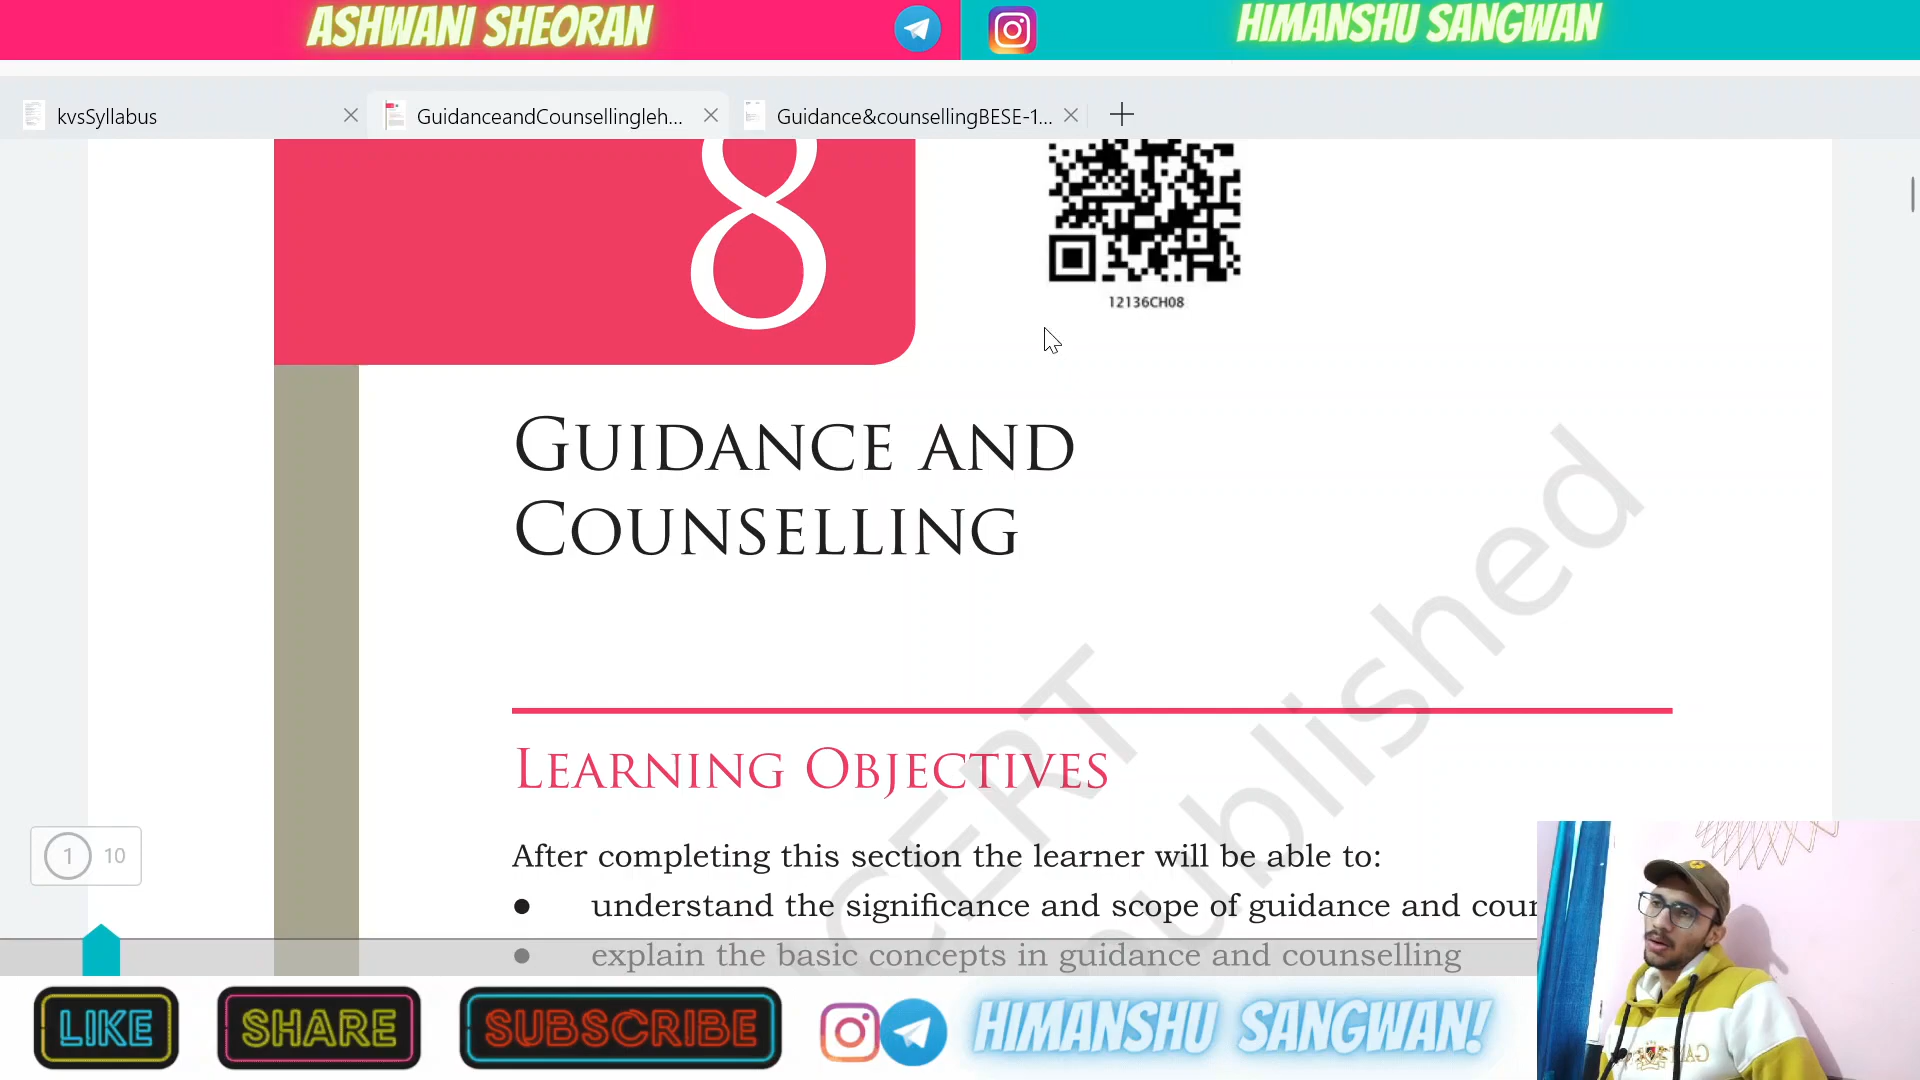 ASHWANI SHEORAN
HIMANSHU SANGWAN
kvsSyllabus
GuidanceandCounsellingleh...
Guidance&counsellingBESE-1...
8
12136CH08
GUIDANCE AND
COUNSELLING
LEARNING OBJECTIVES
After completing this section the learner will be able to:
• understand the significance and scope of guidance and coun
• explain the basic concepts in guidance and counselling
NCERT
published
1 10
LIKE
SHARE
SUBSCRIBE
HIMANSHU SANGWAN!